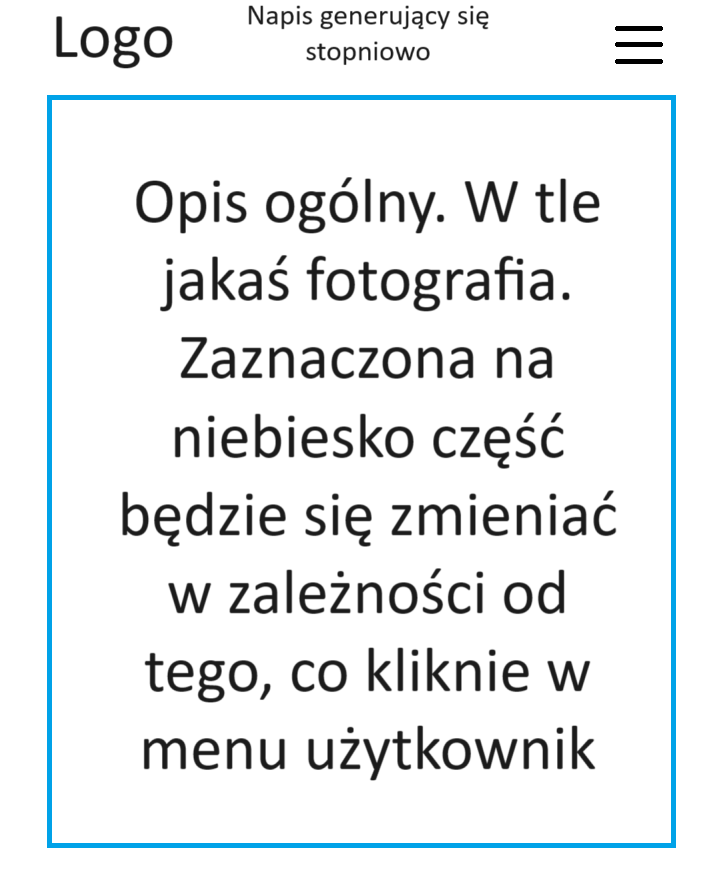 Logo
Napis generujący się
stopniowo
Opis ogólny. W tle
jakaś fotografia.
Zaznaczona na
niebiesko część
będzie się zmieniać
w zależności od
tego, co kliknie w
menu użytkownik